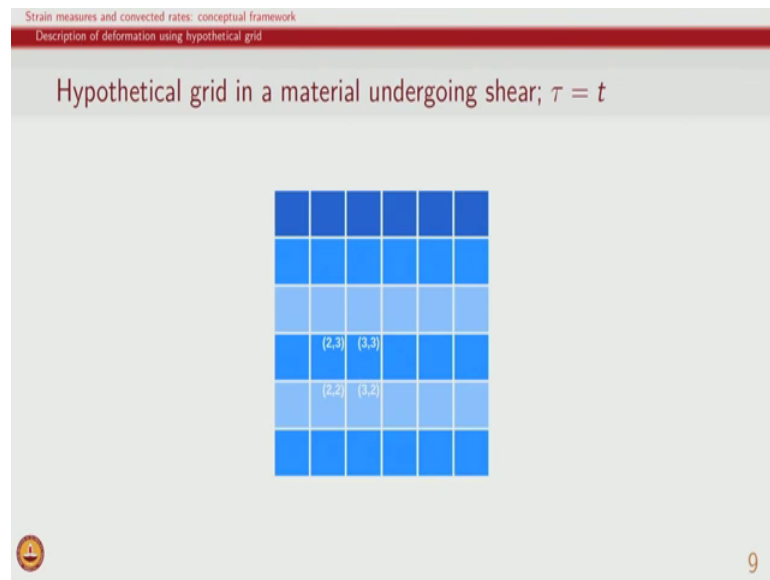 Strain measures and convected rates: conceptual framework
Description of deformation using hypothetical grid
Hypothetical grid in a material undergoing shear; τ = t
(2,3) (3,3)
(2,2) (3,2)
9